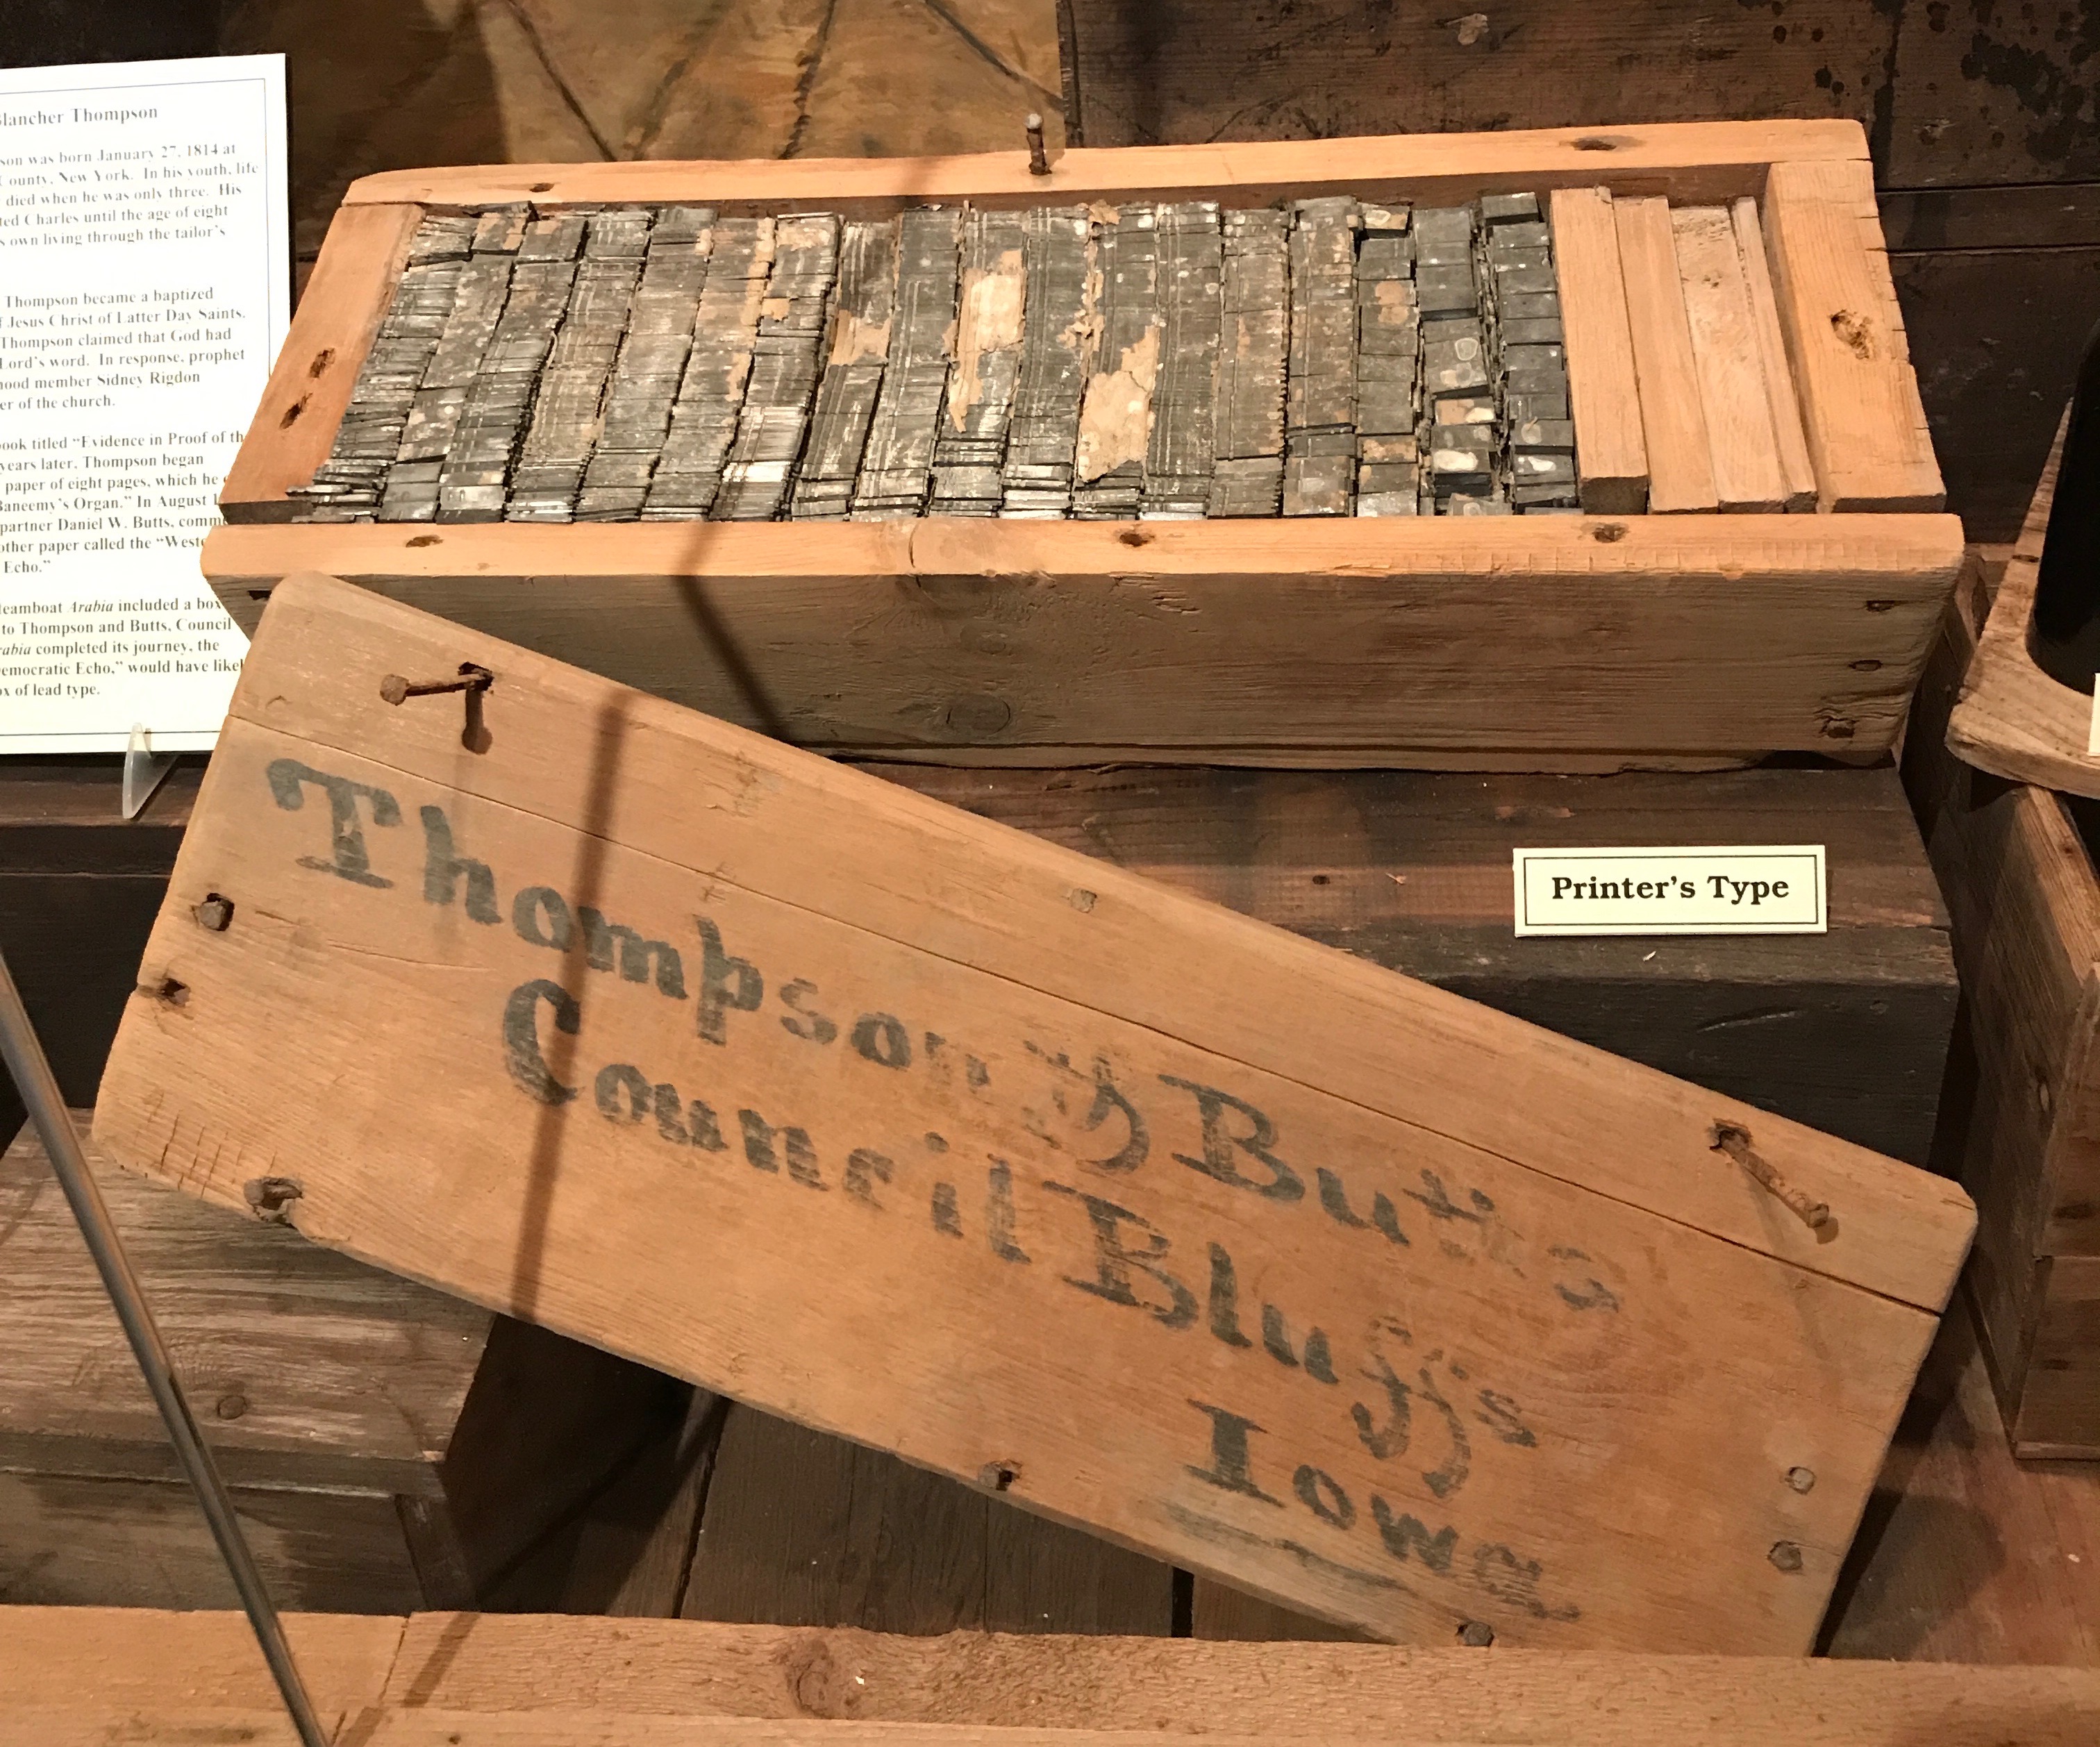 Blancher Thompson
son was born January 27, 1814 at
County, New York. In his youth, life
died when he was only three. His
ted Charles until the age of eight
s own living through the tailor's
Thompson became a baptized
f Jesus Christ of Latter Day Saints.
Thompson claimed that God had
Lord's word. In response, prophet
hood member Sidney Rigdon
er of the church.
ook titled “Evidence in Proof of th
years later, Thompson began
paper of eight pages, which he
Baneemy's Organ.” In August 1
partner Daniel W. Butts, comm
other paper called the “Weste
Echo.”
teamboat Arabia included a box
to Thompson and Butts, Council
rabia completed its journey, the
emocratic Echo,” would have likel
ox of lead type.
Printer's Type
Thompson & Butts
Council Bluffs
Iowa